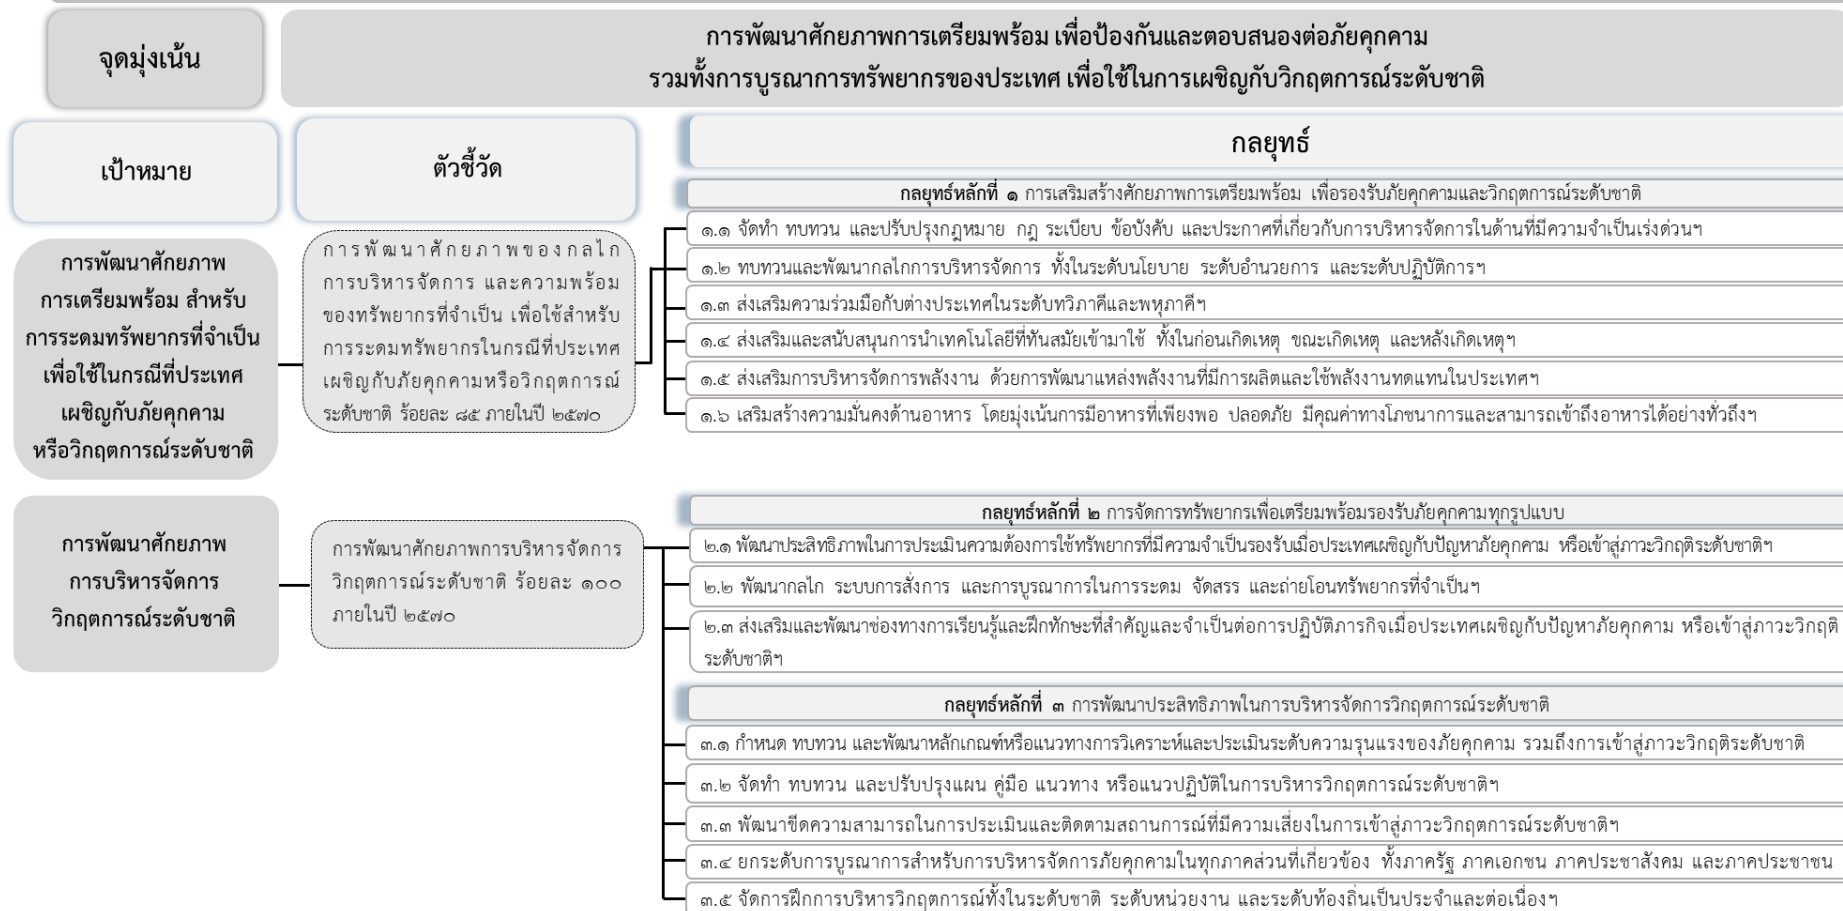 จุดมุ่งเน้น
การพัฒนาศักยภาพการเตรียมพร้อม เพื่อป้องกันและตอบสนองต่อภัยคุกคาม
รวมทั้งการบูรณาการทรัพยากรของประเทศ เพื่อใช้ในการเผชิญกับวิกฤตการณ์ระดับชาติ
เป้าหมาย
ตัวชี้วัด
กลยุทธ์
การพัฒนาศักยภาพ
การเตรียมพร้อม สำหรับ
การระดมทรัพยากรที่จำเป็น
เพื่อใช้ในกรณีที่ประเทศ
เผชิญกับภัยคุกคาม
หรือวิกฤตการณ์ระดับชาติ
การพัฒนาศักยภาพของกลไก
การบริหารจัดการ และความพร้อม
ของทรัพยากรที่จำเป็น เพื่อใช้สำหรับ
การระดมทรัพยากรในกรณีที่ประเทศ
เผชิญกับภัยคุกคามหรือวิกฤตการณ์
ระดับชาติ ร้อยละ ๘๕ ภายในปี ๒๕๗๐
กลยุทธ์หลักที่ ๑ การเสริมสร้างศักยภาพการเตรียมพร้อม เพื่อรองรับภัยคุกคามและวิกฤตการณ์ระดับชาติ
๑.๑ จัดทำ ทบทวน และปรับปรุงกฎหมาย กฎ ระเบียบ ข้อบังคับ และประกาศที่เกี่ยวกับการบริหารจัดการในด้านที่มีความจำเป็นเร่งด่วนฯ
๑.๒ ทบทวนและพัฒนากลไกการบริหารจัดการ ทั้งในระดับนโยบาย ระดับอำนวยการ และระดับปฏิบัติการฯ
๑.๓ ส่งเสริมความร่วมมือกับต่างประเทศในระดับทวิภาคีและพหุภาคีฯ
๑.๔ ส่งเสริมและสนับสนุนการนำเทคโนโลยีที่ทันสมัยเข้ามาใช้ ทั้งในก่อนเกิดเหตุ ขณะเกิดเหตุ และหลังเกิดเหตุฯ
๑.๕ ส่งเสริมการบริหารจัดการพลังงาน ด้วยการพัฒนาแหล่งพลังงานที่มีการผลิตและใช้พลังงานทดแทนในประเทศฯ
๑.๖ เสริมสร้างความมั่นคงด้านอาหาร โดยมุ่งเน้นการมีอาหารที่เพียงพอ ปลอดภัย มีคุณค่าทางโภชนาการและสามารถเข้าถึงอาหารได้อย่างทั่วถึงฯ
การพัฒนาศักยภาพ
การบริหารจัดการ
วิกฤตการณ์ระดับชาติ
การพัฒนาศักยภาพการบริหารจัดการ
วิกฤตการณ์ระดับชาติ ร้อยละ ๑๐๐
ภายในปี ๒๕๗๐
กลยุทธ์หลักที่ ๒ การจัดการทรัพยากรเพื่อเตรียมพร้อมรองรับภัยคุกคามทุกรูปแบบ
๒.๑ พัฒนาประสิทธิภาพในการประเมินความต้องการใช้ทรัพยากรที่มีความจำเป็นรองรับเมื่อประเทศเผชิญกับปัญหาภัยคุกคาม หรือเข้าสู่ภาวะวิกฤติระดับชาติฯ
๒.๒ พัฒนากลไก ระบบการสั่งการ และการบูรณาการในการระดม จัดสรร และถ่ายโอนทรัพยากรที่จำเป็นฯ
๒.๓ ส่งเสริมและพัฒนาช่องทางการเรียนรู้และฝึกทักษะที่สำคัญและจำเป็นต่อการปฏิบัติภารกิจเมื่อประเทศเผชิญกับปัญหาภัยคุกคาม หรือเข้าสู่ภาวะวิกฤติ
ระดับชาติฯ
กลยุทธ์หลักที่ ๓ การพัฒนาประสิทธิภาพในการบริหารจัดการวิกฤตการณ์ระดับชาติ
๓.๑ กำหนด ทบทวน และพัฒนาหลักเกณฑ์หรือแนวทางการวิเคราะห์และประเมินระดับความรุนแรงของภัยคุกคาม รวมถึงการเข้าสู่ภาวะวิกฤติระดับชาติ
๓.๒ จัดทำ ทบทวน และปรับปรุงแผน คู่มือ แนวทาง หรือแนวปฏิบัติในการบริหารวิกฤตการณ์ระดับชาติฯ
๓.๓ พัฒนาขีดความสามารถในการประเมินและติดตามสถานการณ์ที่มีความเสี่ยงในการเข้าสู่ภาวะวิกฤตการณ์ระดับชาติฯ
๓.๔ ยกระดับการบูรณาการสำหรับการบริหารจัดการภัยคุกคามในทุกภาคส่วนที่เกี่ยวข้อง ทั้งภาครัฐ ภาคเอกชน ภาคประชาสังคม และภาคประชาชน
๓.๕ จัดการฝึกการบริหารวิกฤตการณ์ทั้งในระดับชาติ ระดับหน่วยงาน และระดับท้องถิ่นเป็นประจำและต่อเนื่องฯ